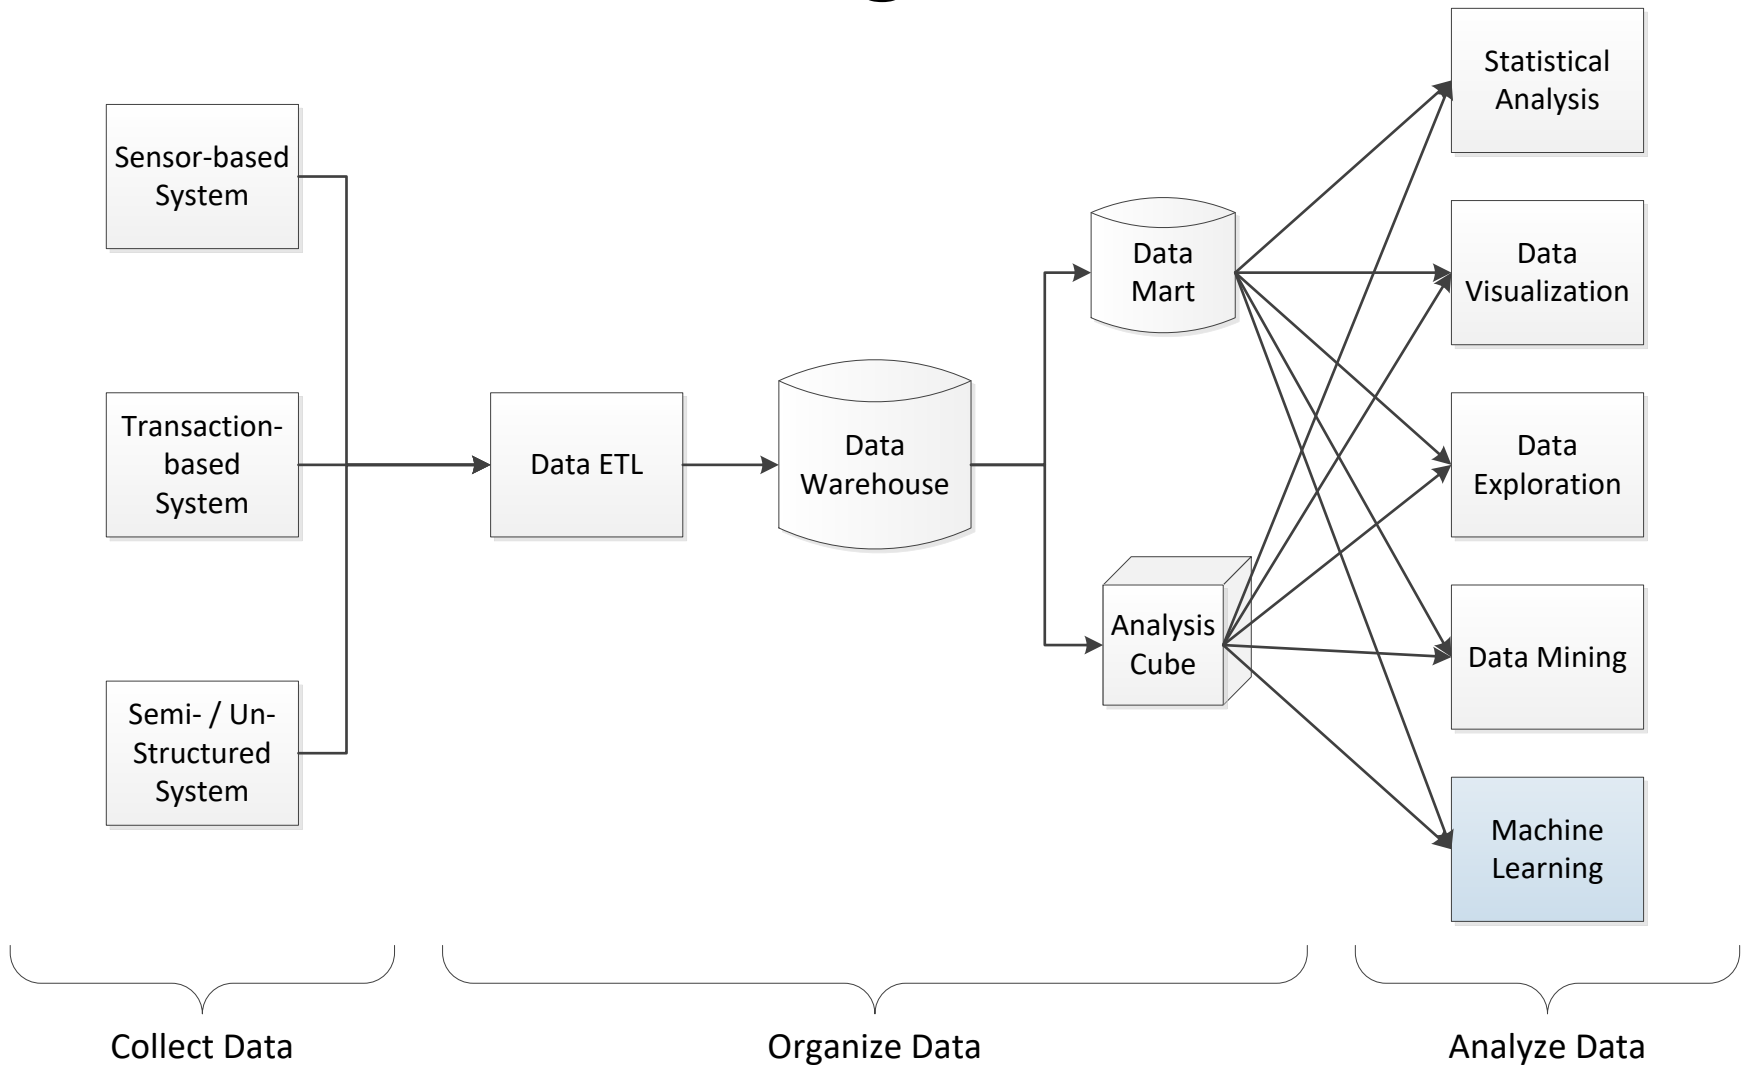 Statistical
Analysis
Sensor-based
System
Data
Mart
Data
Visualization
Transaction-
based
System
Data ETL
Data
Warehouse
Data
Exploration
Analysis
Cube
Data Mining
Semi- / Un-
Structured
System
Machine
Learning
Collect Data
Organize Data
Analyze Data